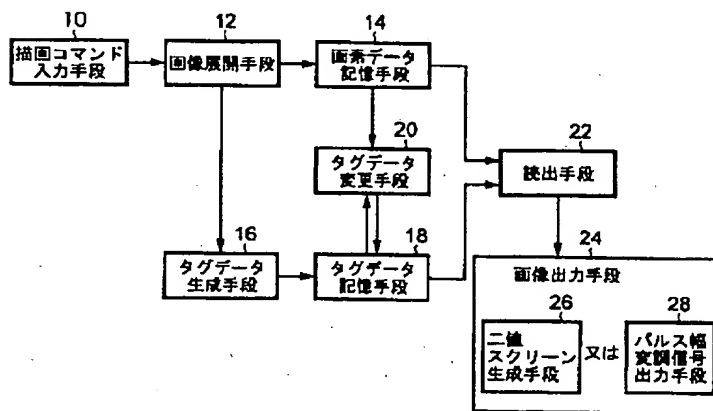 10
描画コマンド
入力手段
12
画像展開手段
14
画素データ
記憶手段
20
タグデータ
変更手段
22
読出手段
16
タグデータ
生成手段
18
タグデータ
記憶手段
24
画像出力手段
26
二値
スクリーン
生成手段
又は
28
パルス幅
変調信号
出力手段